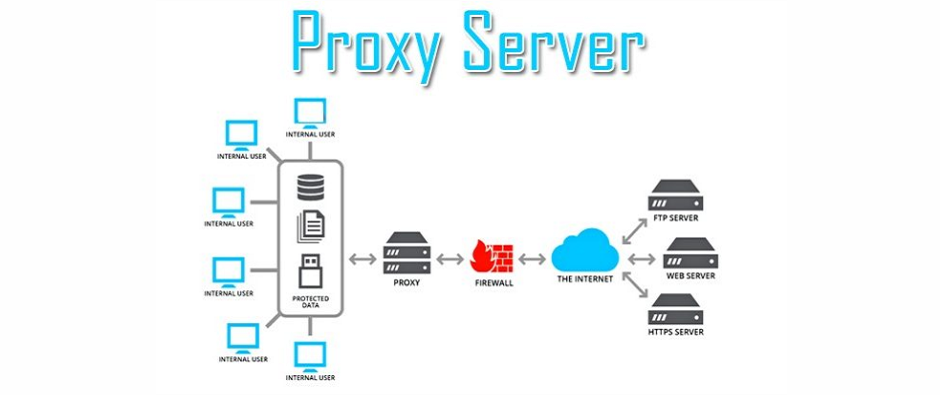 Proxy Server
INTERNAL USER
INTERNAL USER
INTERNAL USER
INTERNAL USER
INTERNAL USER
INTERNAL USER
PROTECTED
DATA
PROXY
FIREWALL
THE INTERNET
FTP SERVER
WEB SERVER
HTTPS SERVER